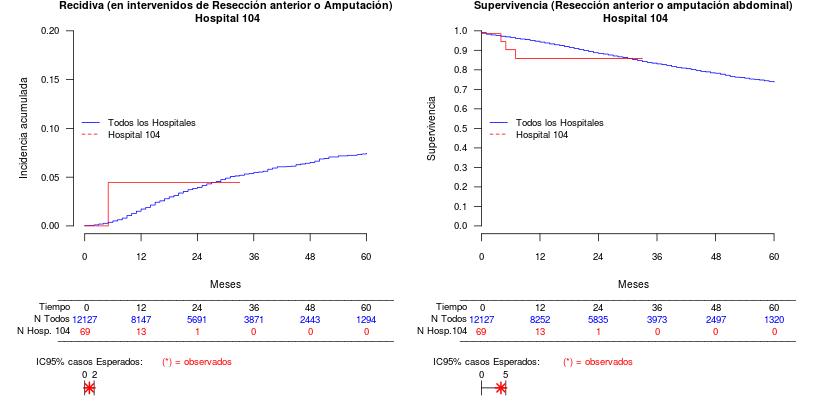 Recidiva (en intervenidos de Resección anterior o Amputación)
Hospital 104
0.20
0.15
0.10
0.05
0.00
Incidencia acumulada
Todos los Hospitales
Hospital 104
0 12 24 36 48 60
Meses
Tiempo 0 12 24 36 48 60
N Todos 12127 8147 5691 3871 2443 1294
N Hosp. 104 69 13 1 0 0 0
IC95% casos Esperados: (*) = observados
0 2
Supervivencia (Resección anterior o amputación abdominal)
Hospital 104
1.0
0.9
0.8
0.7
0.6
0.5
0.4
0.3
0.2
0.1
0.0
Supervivencia
Todos los Hospitales
Hospital 104
0 12 24 36 48 60
Meses
Tiempo 0 12 24 36 48 60
N Todos 12127 8252 5835 3973 2497 1320
N Hosp.104 69 13 1 0 0 0
IC95% casos Esperados: (*) = observados
0 5